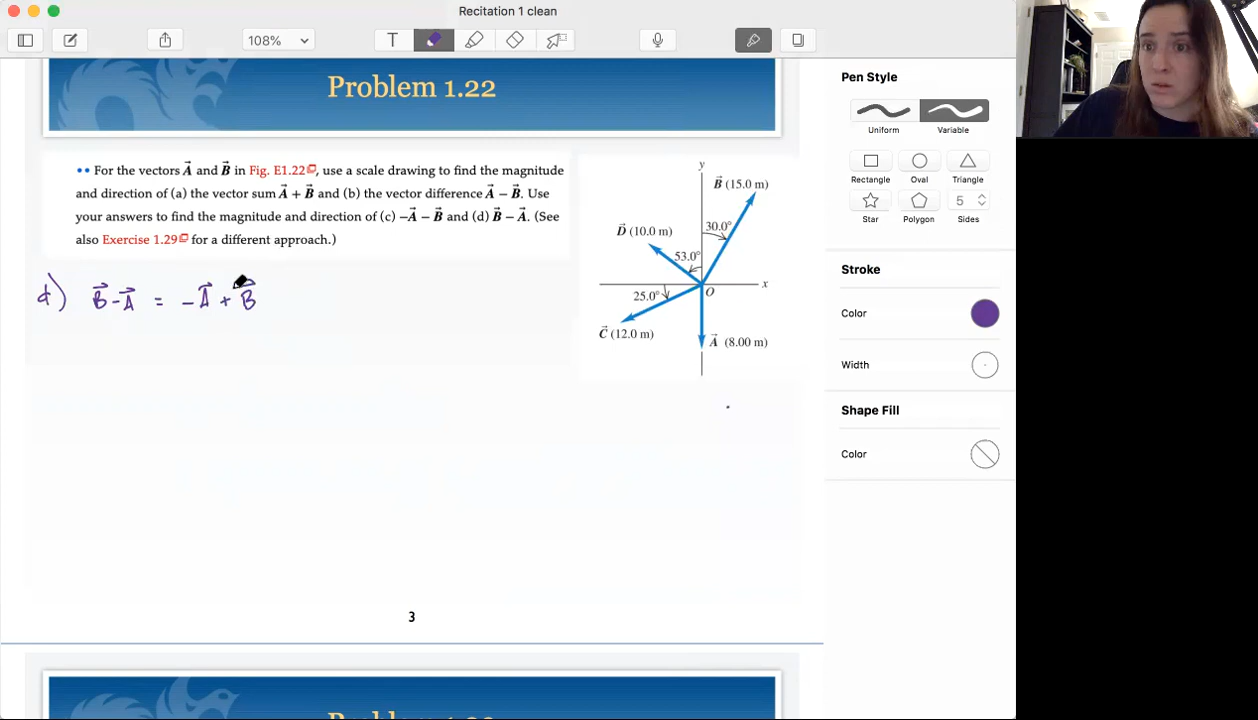 Recitation 1 clean
108%
T
Problem 1.22
•• For the vectors A⃗ and B⃗ in Fig. E1.22, use a scale drawing to find the magnitude
and direction of (a) the vector sum A⃗ + B⃗ and (b) the vector difference A⃗ − B⃗. Use
your answers to find the magnitude and direction of (c) −A⃗ − B⃗ and (d) B⃗ − A⃗. (See
also Exercise 1.29 for a different approach.)
y
B⃗ (15.0 m)
30.0°
D⃗ (10.0 m)
53.0°
x
O
25.0°
C⃗ (12.0 m)
A⃗ (8.00 m)
d) B⃗ - A⃗ = -A⃗ + B⃗
3
Pen Style
Uniform
Variable
Rectangle
Oval
Triangle
Star
Polygon
5
Sides
Stroke
Color
Width
Shape Fill
Color